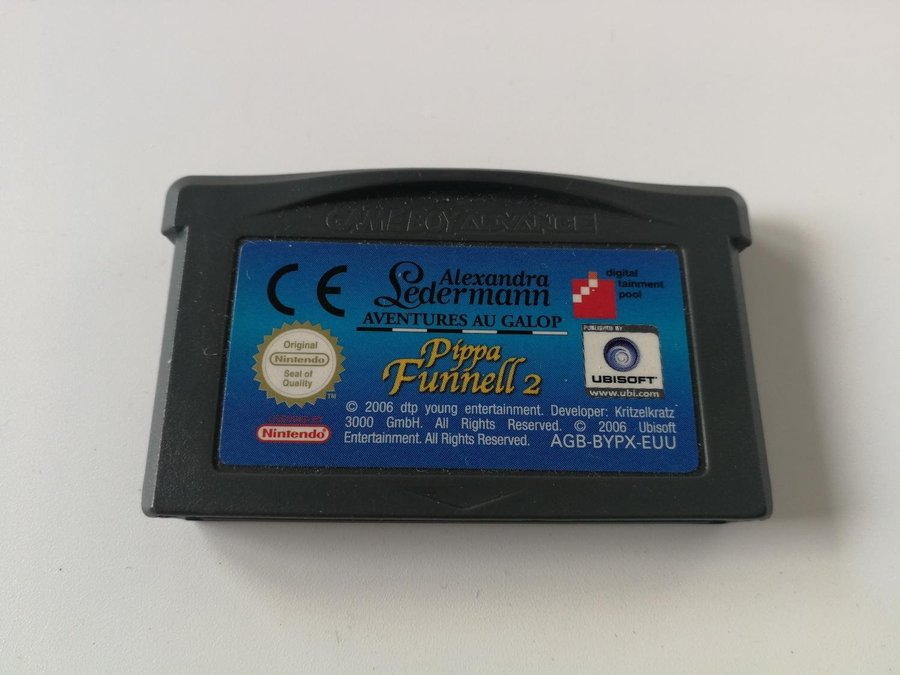 GAME BOY ADVANCE
CE
Alexandra
Ledermann
AVENTURES AU GALOP
digital
tainment
pool
Pippa
Funnell 2
PUBLISHED BY
UBISOFT
www.ubi.com
Original
Nintendo
Seal of
Quality
TM
Nintendo
© 2006 dtp young entertainment. Developer: Kritzelkratz
3000 GmbH. All Rights Reserved. © 2006 Ubisoft
Entertainment. All Rights Reserved.
AGB-BYPX-EUU